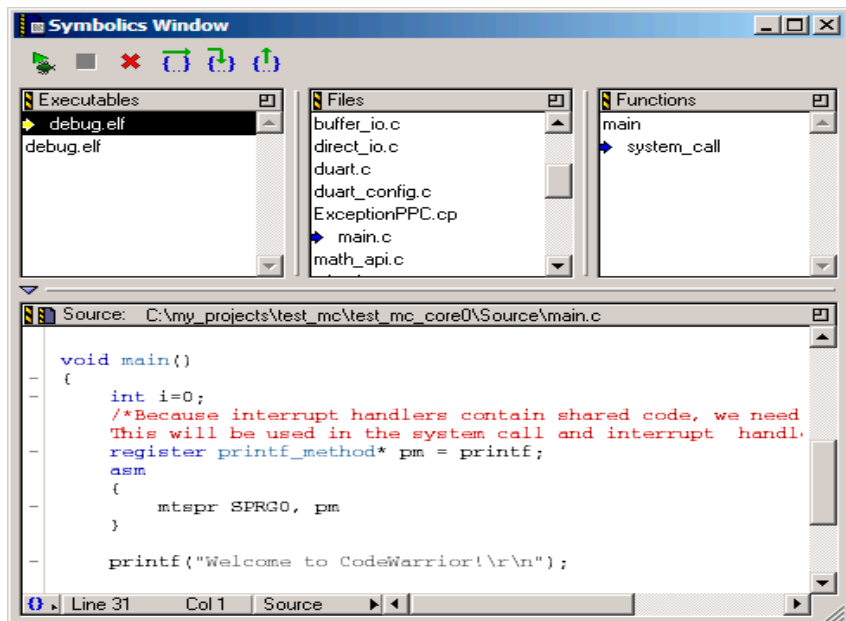 Symbolics Window
Executables
debug.elf
debug.elf
Files
buffer_io.c
direct_io.c
duart.c
duart_config.c
ExceptionPPC.cp
main.c
math_api.c
Functions
main
system_call
Source: C:\my_projects\test_mc\test_mc_core0\Source\main.c
void main()
{
int i=0;
/*Because interrupt handlers contain shared code, we need
This will be used in the system call and interrupt handl
register printf_method* pm = printf;
asm
{
mtspr SPRG0, pm
}
printf("Welcome to CodeWarrior!\r\n");
Line 31 Col 1 Source